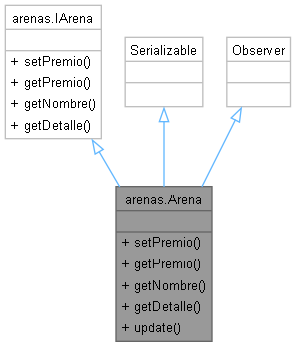 arenas.IArena
+ setPremio()
+ getPremio()
+ getNombre()
+ getDetalle()
Serializable
Observer
arenas.Arena
+ setPremio()
+ getPremio()
+ getNombre()
+ getDetalle()
+ update()